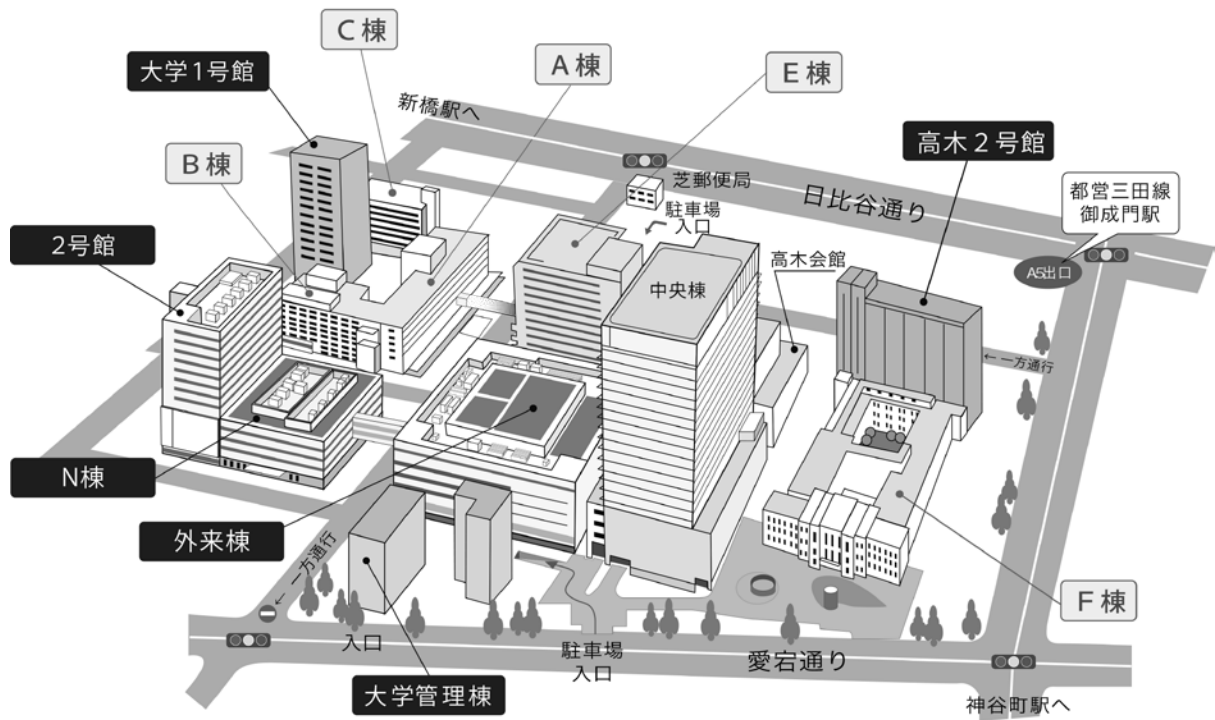 C棟
大学1号館
A棟
E棟
新橋駅へ
高木2号館
B棟
芝郵便局
日比谷通り
都営三田線
御成門駅
駐車場
入口
2号館
A5出口
高木会館
中央棟
←一方通行
N棟
外来棟
←一方通行
F棟
入口
駐車場
入口
愛宕通り
大学管理棟
神谷町駅へ